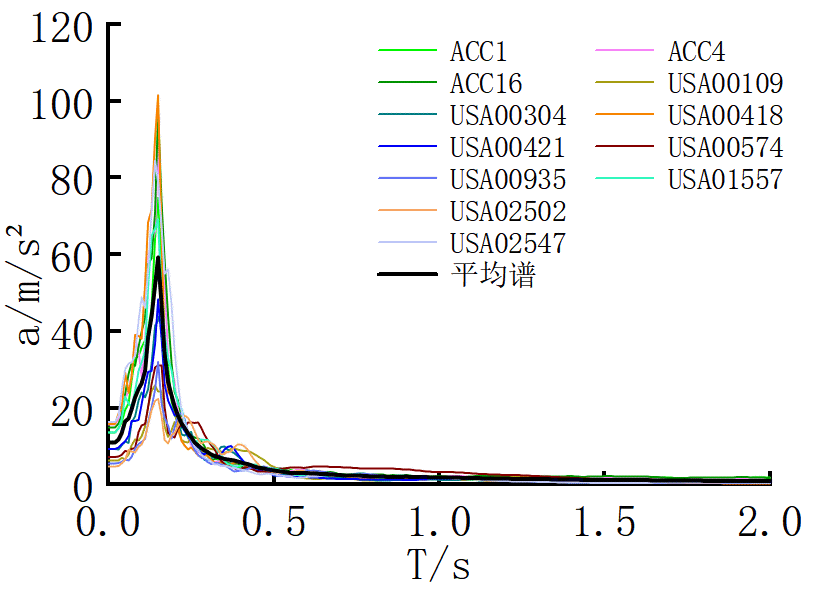 120
100
80
60
40
20
0
a/m/s²
ACC1 ACC4
ACC16 USA00109
USA00304 USA00418
USA00421 USA00574
USA00935 USA01557
USA02502
USA02547
平均谱
0.0 0.5 1.0 1.5 2.0
T/s